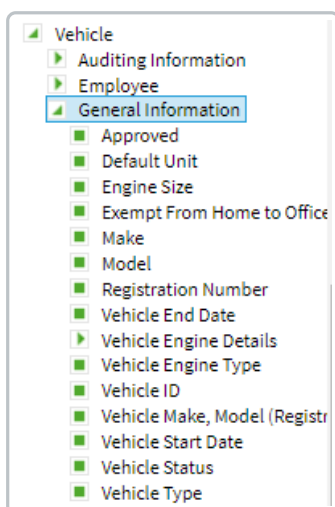 Vehicle
Auditing Information
Employee
General Information
Approved
Default Unit
Engine Size
Exempt From Home to Office
Make
Model
Registration Number
Vehicle End Date
Vehicle Engine Details
Vehicle Engine Type
Vehicle ID
Vehicle Make, Model (Registr
Vehicle Start Date
Vehicle Status
Vehicle Type